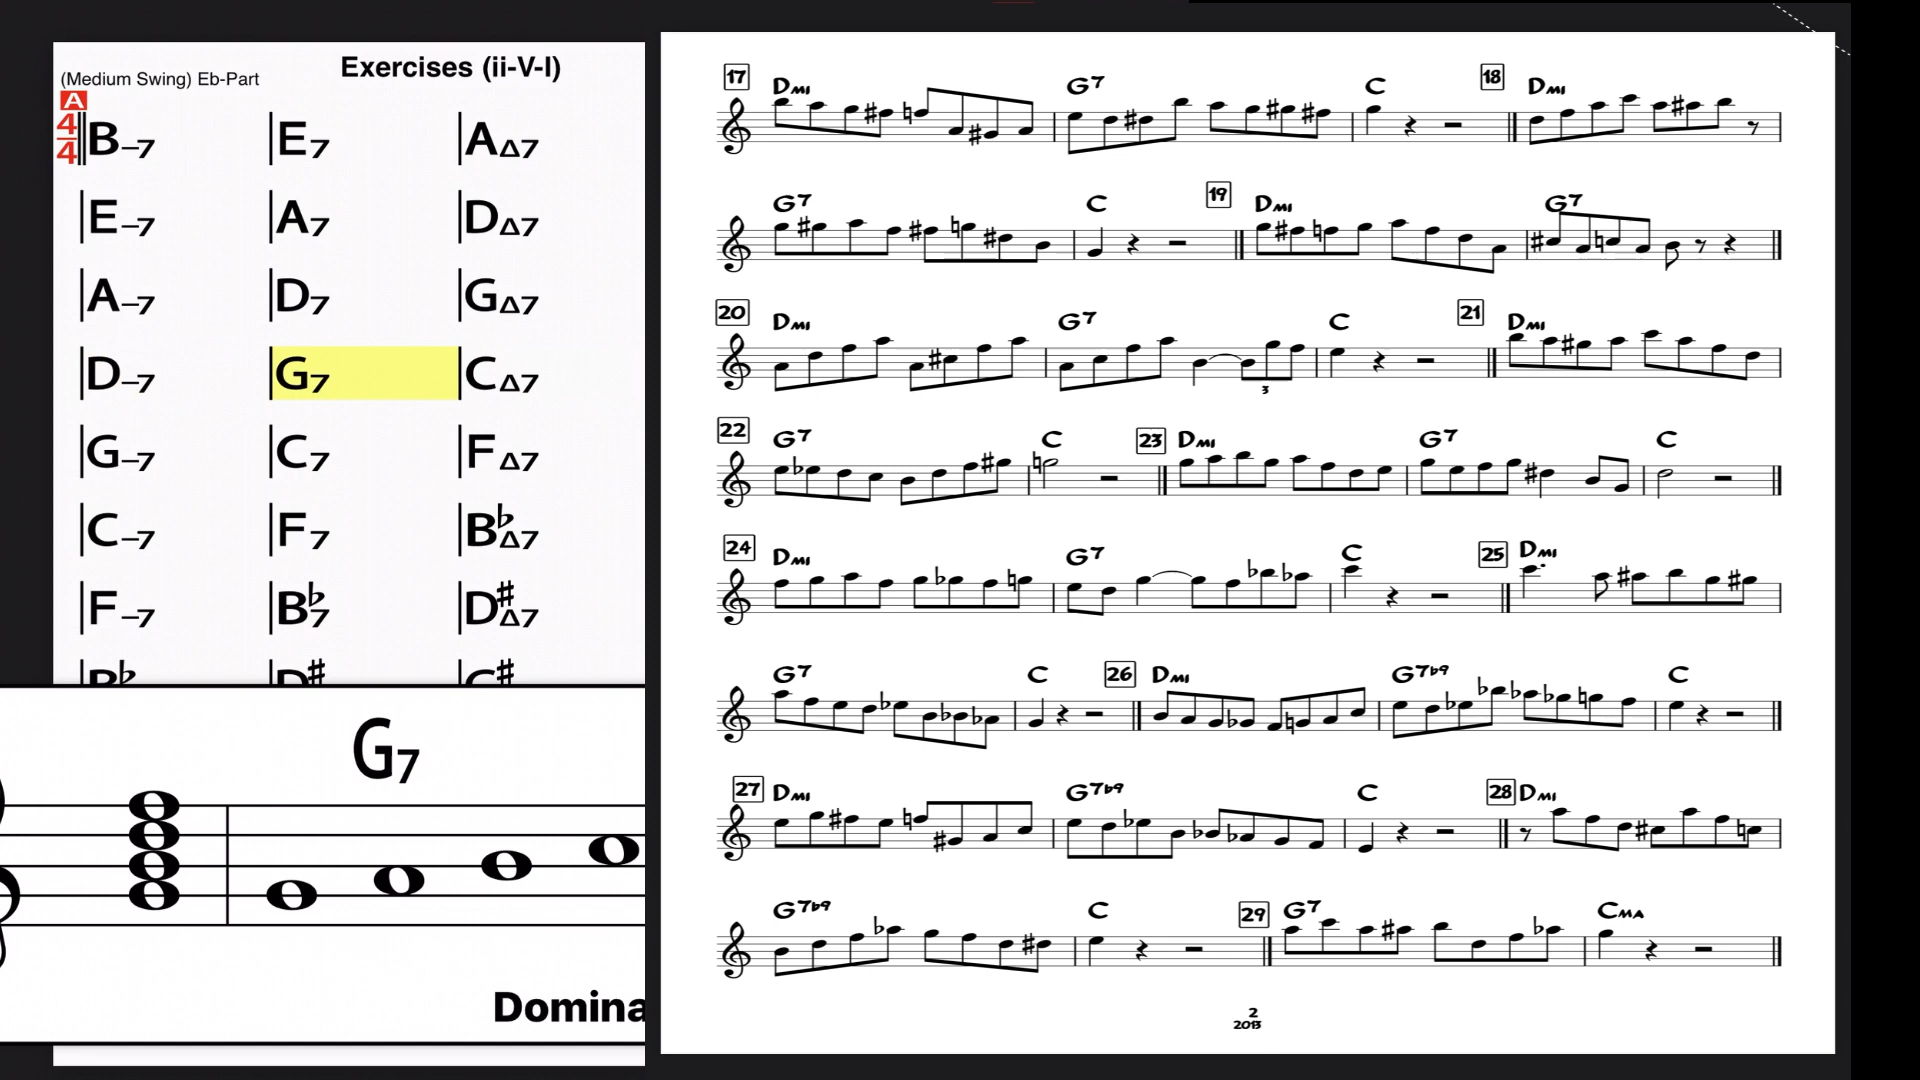 Exercises (ii-V-I)
(Medium Swing) Eb-Part
A
4
4
B–7 E7 AΔ7
E–7 A7 DΔ7
A–7 D7 GΔ7
D–7 G7 CΔ7
G–7 C7 FΔ7
C–7 F7 B♭Δ7
F–7 B♭7 D♯Δ7
B♭ D♯ G♯
G7
Domina
17 DMI G7 C 18 DMI
G7 C 19 DMI G7
20 DMI G7 C 21 DMI
3
22 G7 C 23 DMI G7 C
24 DMI G7 C 25 DMI
G7 C 26 DMI G7♭9 C
27 DMI G7♭9 C 28 DMI
G7♭9 C 29 G7 CMA
2
2013